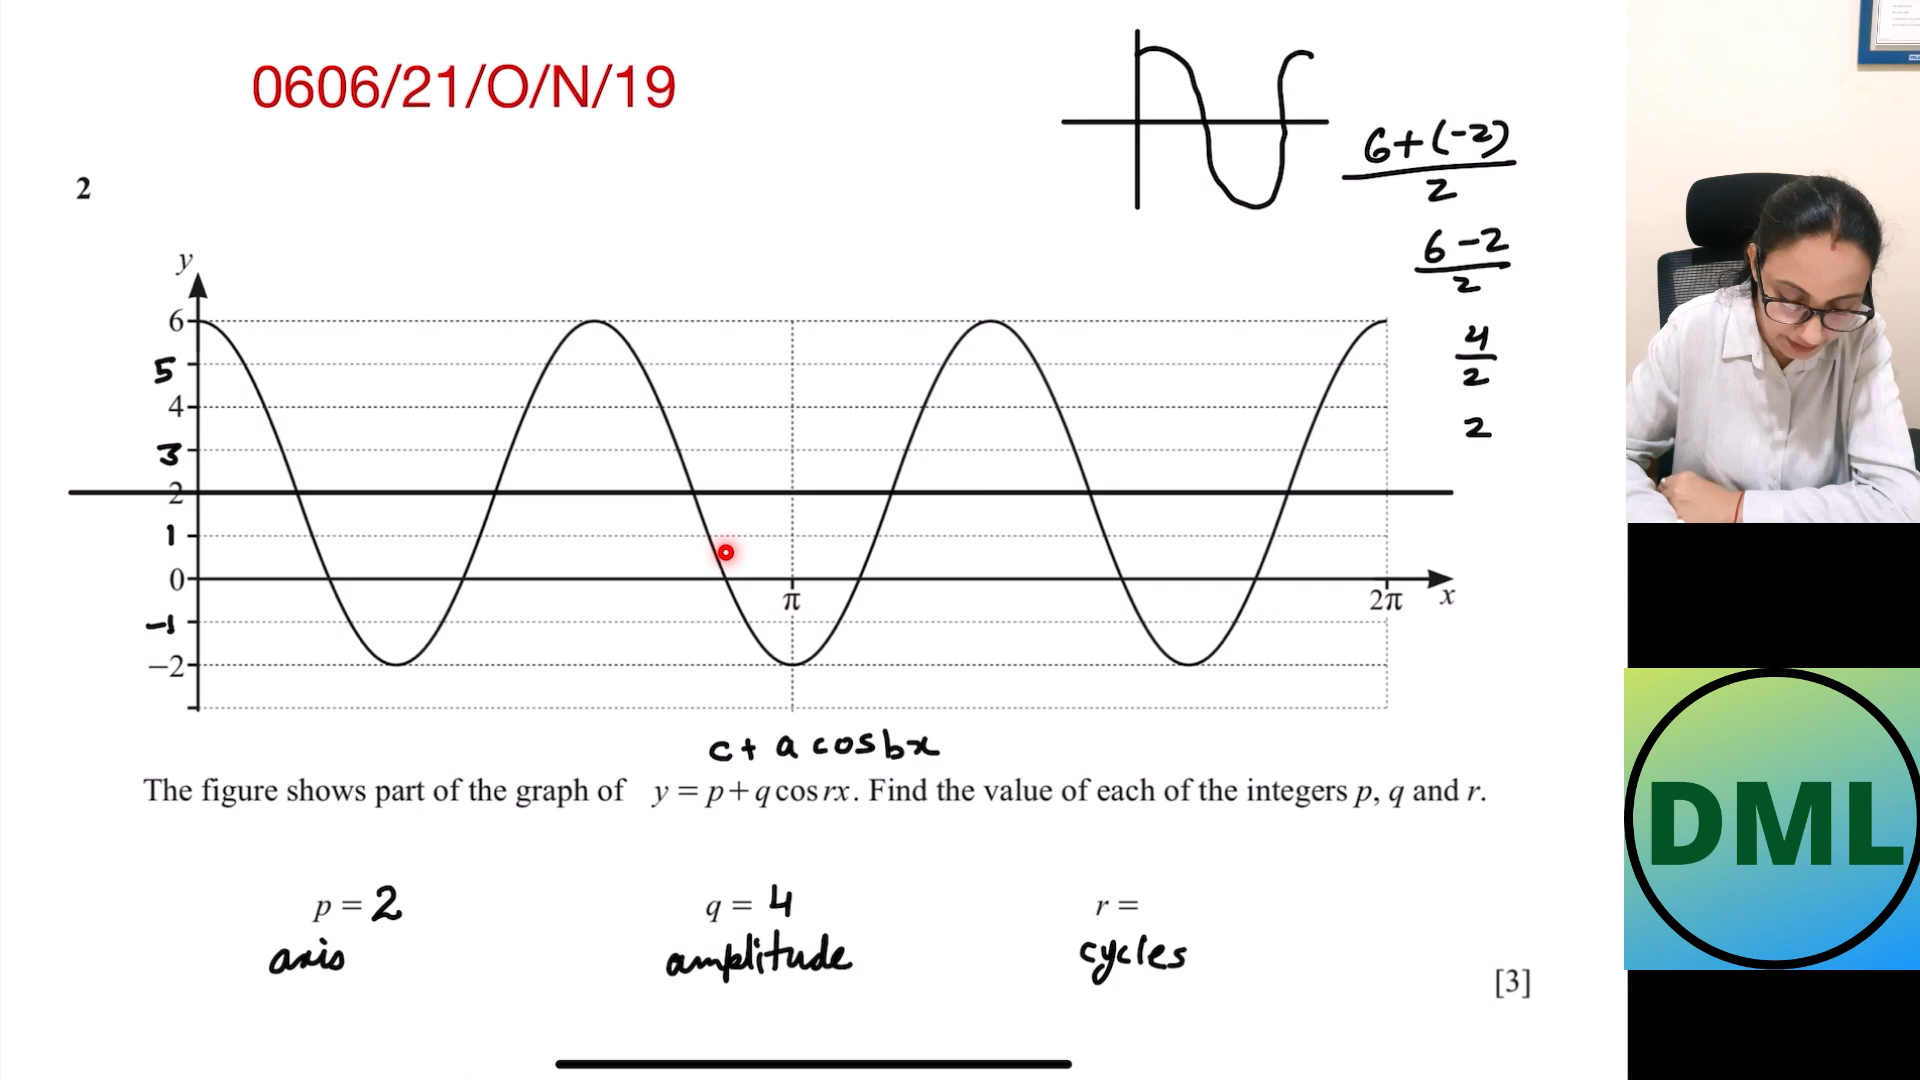 0606/21/O/N/19
6+(-2)
2
2
6-2
2
4
2
2
y
6
5
4
3
2
1
0
-1
−2
π
2π
x
c+ a cosbx
The figure shows part of the graph of y = p + q cos rx. Find the value of each of the integers p, q and r.
p = 2
q = 4
r =
axis
amplitude
cycles
[3]
DML